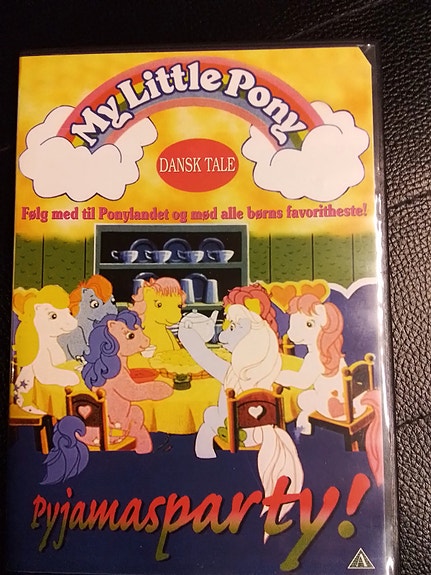 My Little Pony
DANSK TALE
Følg med til Ponylandet og mød alle børns favoritheste!
Pyjamasparty!
A